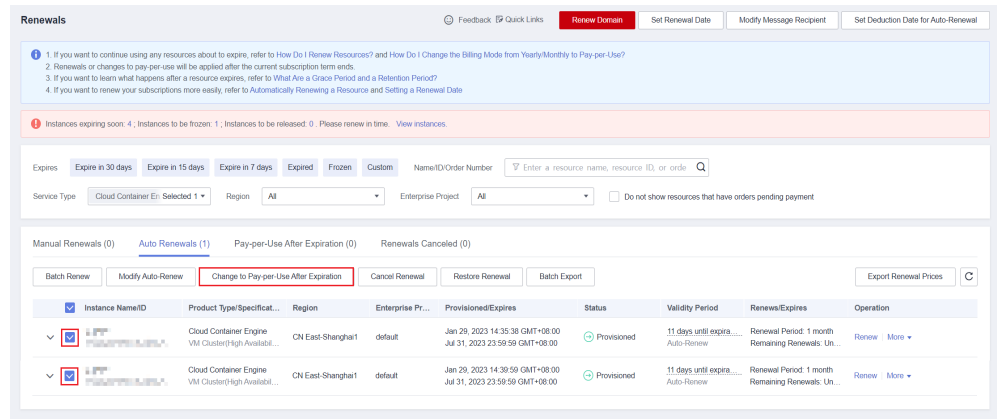 Renewals
Feedback
Quick Links
Renew Domain
Set Renewal Date
Modify Message Recipient
Set Deduction Date for Auto-Renewal
1. If you want to continue using any resources about to expire, refer to How Do I Renew Resources? and How Do I Change the Billing Mode from Yearly/Monthly to Pay-per-Use?
2. Renewals or changes to pay-per-use will be applied after the current subscription term ends.
3. If you want to learn what happens after a resource expires, refer to What Are a Grace Period and a Retention Period?
4. If you want to renew your subscriptions more easily, refer to Automatically Renewing a Resource and Setting a Renewal Date
Instances expiring soon: 4 ; Instances to be frozen: 1 ; Instances to be released: 0 . Please renew in time. View instances.
Expires Expire in 30 days Expire in 15 days Expire in 7 days Expired Frozen Custom Name/ID/Order Number Enter a resource name, resource ID, or orde
Service Type Cloud Container En Selected 1 Region All Enterprise Project All Do not show resources that have orders pending payment
Manual Renewals (0) Auto Renewals (1) Pay-per-Use After Expiration (0) Renewals Canceled (0)
Batch Renew Modify Auto-Renew Change to Pay-per-Use After Expiration Cancel Renewal Restore Renewal Batch Export Export Renewal Prices
Instance Name/ID Product Type/Specificat... Region Enterprise Pr... Provisioned/Expires Status Validity Period Renews/Expires Operation
Cloud Container Engine Jan 29, 2023 14:35:38 GMT+08:00 11 days until expira... Renewal Period: 1 month
CN East-Shanghai1 default Provisioned Renew More
VM Cluster(High Availabil... Jul 31, 2023 23:59:59 GMT+08:00 Auto-Renew Remaining Renewals: Un...
Cloud Container Engine Jan 29, 2023 14:39:59 GMT+08:00 11 days until expira... Renewal Period: 1 month
CN East-Shanghai1 default Provisioned Renew More
VM Cluster(High Availabil... Jul 31, 2023 23:59:59 GMT+08:00 Auto-Renew Remaining Renewals: Un...